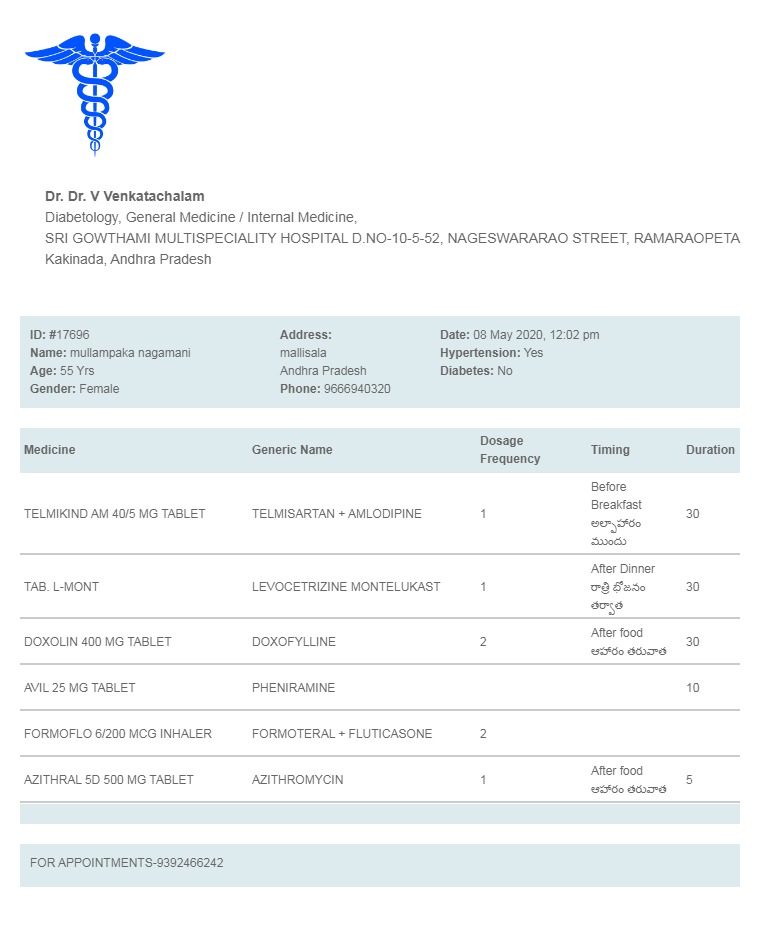 Dr. Dr. V Venkatachalam
Diabetology, General Medicine / Internal Medicine,
SRI GOWTHAMI MULTISPECIALITY HOSPITAL D.NO-10-5-52, NAGESWARARAO STREET, RAMARAOPETA
Kakinada, Andhra Pradesh
ID: #17696 Address: Date: 08 May 2020, 12:02 pm
Name: mullampaka nagamani mallisala Hypertension: Yes
Age: 55 Yrs Andhra Pradesh Diabetes: No
Gender: Female Phone: 9666940320
Medicine Generic Name Dosage Frequency Timing Duration
TELMIKIND AM 40/5 MG TABLET TELMISARTAN + AMLODIPINE 1 Before Breakfast అల్పాహారం ముందు 30
TAB. L-MONT LEVOCETRIZINE MONTELUKAST 1 After Dinner రాత్రి భోజనం తర్వాత 30
DOXOLIN 400 MG TABLET DOXOFYLLINE 2 After food ఆహారం తరువాత 30
AVIL 25 MG TABLET PHENIRAMINE 10
FORMOFLO 6/200 MCG INHALER FORMOTERAL + FLUTICASONE 2
AZITHRAL 5D 500 MG TABLET AZITHROMYCIN 1 After food ఆహారం తరువాత 5
FOR APPOINTMENTS-9392466242